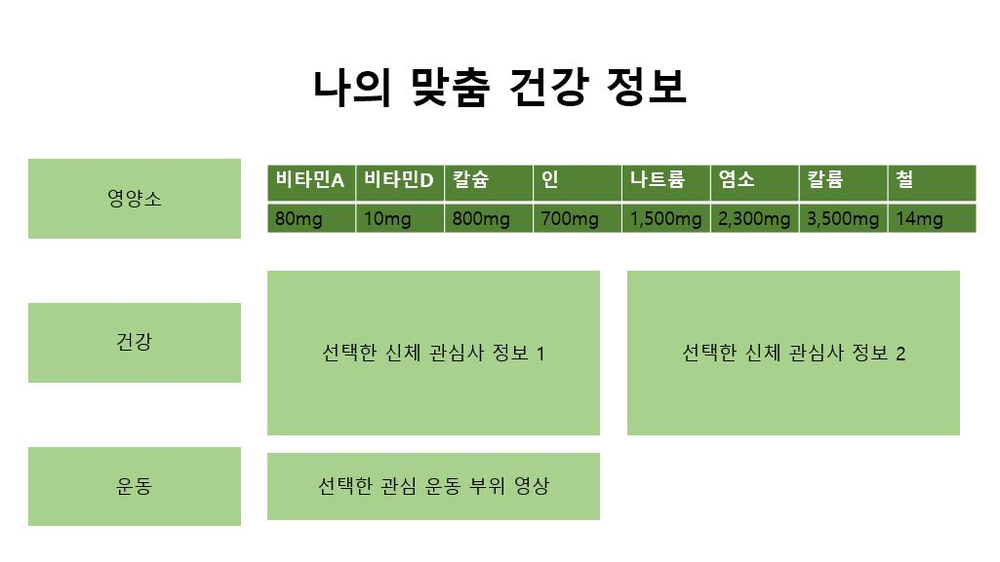 나의 맞춤 건강 정보
영양소
비타민A 비타민D 칼슘 인 나트륨 염소 칼륨 철
80mg 10mg 800mg 700mg 1,500mg 2,300mg 3,500mg 14mg
건강
선택한 신체 관심사 정보 1
선택한 신체 관심사 정보 2
운동
선택한 관심 운동 부위 영상